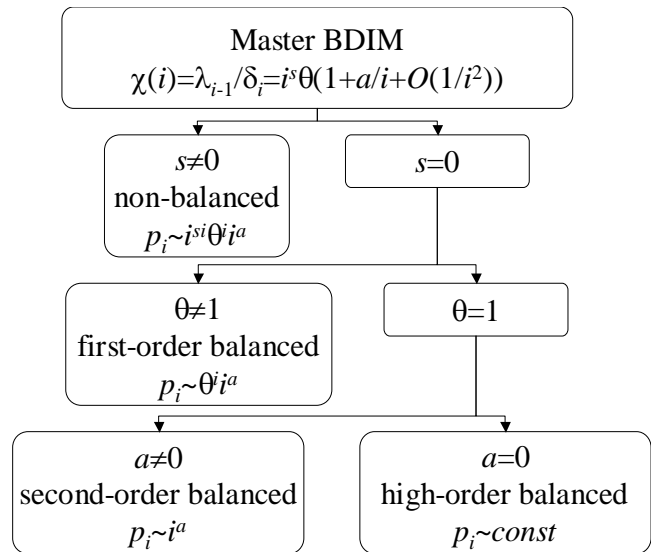 Master BDIM
χ(i)=λᵢ₋₁/δᵢ=iˢθ(1+a/i+O(1/i²))
s≠0
non-balanced
pᵢ~iˢⁱθⁱiᵃ
s=0
θ≠1
first-order balanced
pᵢ~θⁱiᵃ
θ=1
a≠0
second-order balanced
pᵢ~iᵃ
a=0
high-order balanced
pᵢ~const